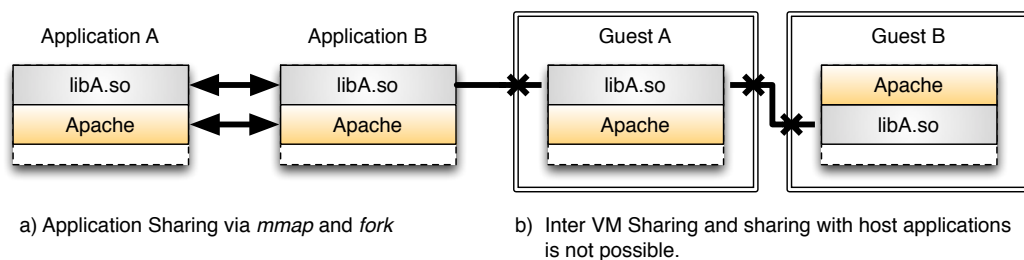 Application A
Application B
Guest A
Guest B
libA.so
libA.so
libA.so
Apache
Apache
Apache
Apache
libA.so
a) Application Sharing via mmap and fork
b) Inter VM Sharing and sharing with host applications
is not possible.